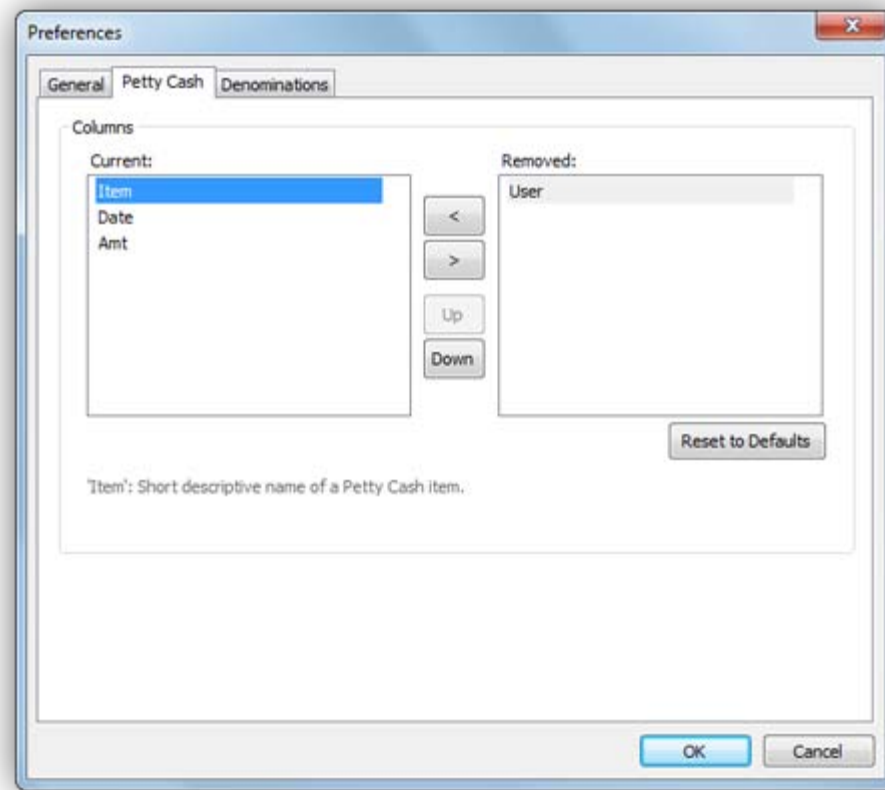 Preferences
General Petty Cash Denominations
Columns
Current: Removed:
Item User
Date
Amt
<
>
Up
Down
Reset to Defaults
'Item': Short descriptive name of a Petty Cash item.
OK Cancel